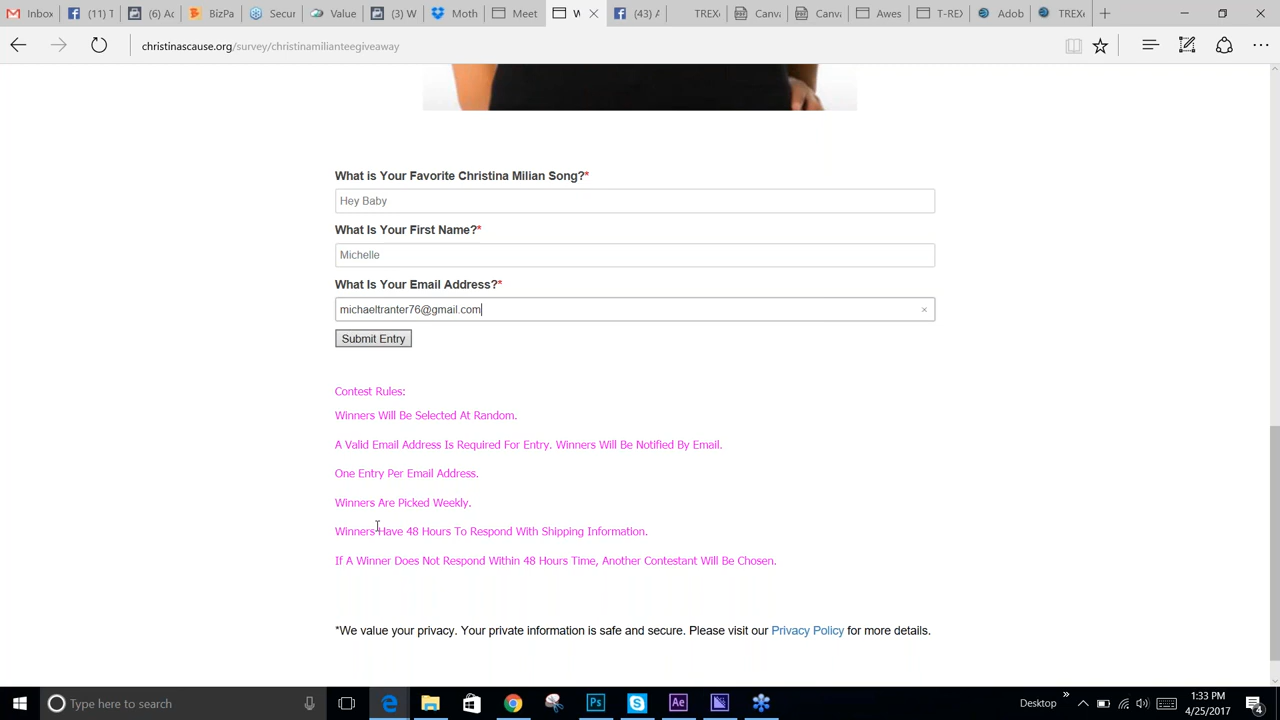 Inbox
(3) Ac
BizPa
Secur
Value
(3) W
Moth
Meet
W
(43) A
TREX
Canva
Canva
Awes
T-REX
Adob
TREX
christinascause.org/survey/christinamilianteegiveaway
What is Your Favorite Christina Milian Song?*
Hey Baby
What Is Your First Name?*
Michelle
What Is Your Email Address?*
michaeltranter76@gmail.com
Submit Entry
Contest Rules:
Winners Will Be Selected At Random.
A Valid Email Address Is Required For Entry. Winners Will Be Notified By Email.
One Entry Per Email Address.
Winners Are Picked Weekly.
Winners Have 48 Hours To Respond With Shipping Information.
If A Winner Does Not Respond Within 48 Hours Time, Another Contestant Will Be Chosen.
*We value your privacy. Your private information is safe and secure. Please visit our Privacy Policy for more details.
Type here to search
Desktop
1:33 PM
4/25/2017
4